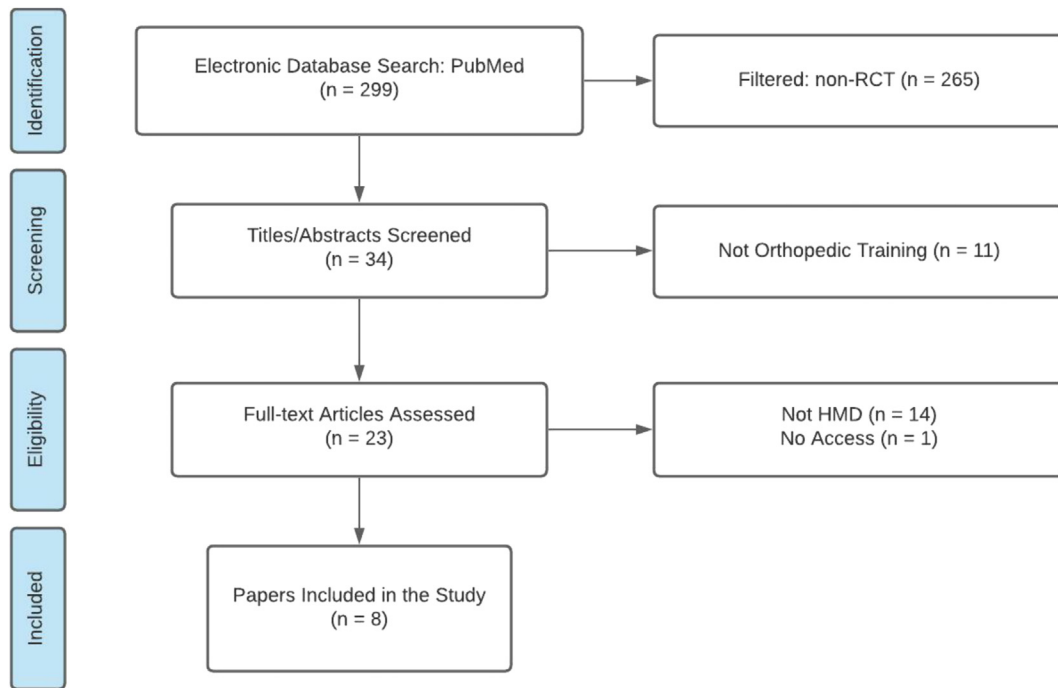 Identification
Electronic Database Search: PubMed
(n = 299)
Filtered: non-RCT (n = 265)
Screening
Titles/Abstracts Screened
(n = 34)
Not Orthopedic Training (n = 11)
Eligibility
Full-text Articles Assessed
(n = 23)
Not HMD (n = 14)
No Access (n = 1)
Included
Papers Included in the Study
(n = 8)